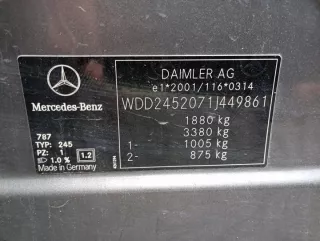 DAIMLER AG
e1*2001/116*0314
WDD2452071J449861
1880 kg
3380 kg
1- 1005 kg
2- 875 kg
Mercedes-Benz
787
TYP: 245
PZ: 1
1.0 % 1.2
Made in Germany